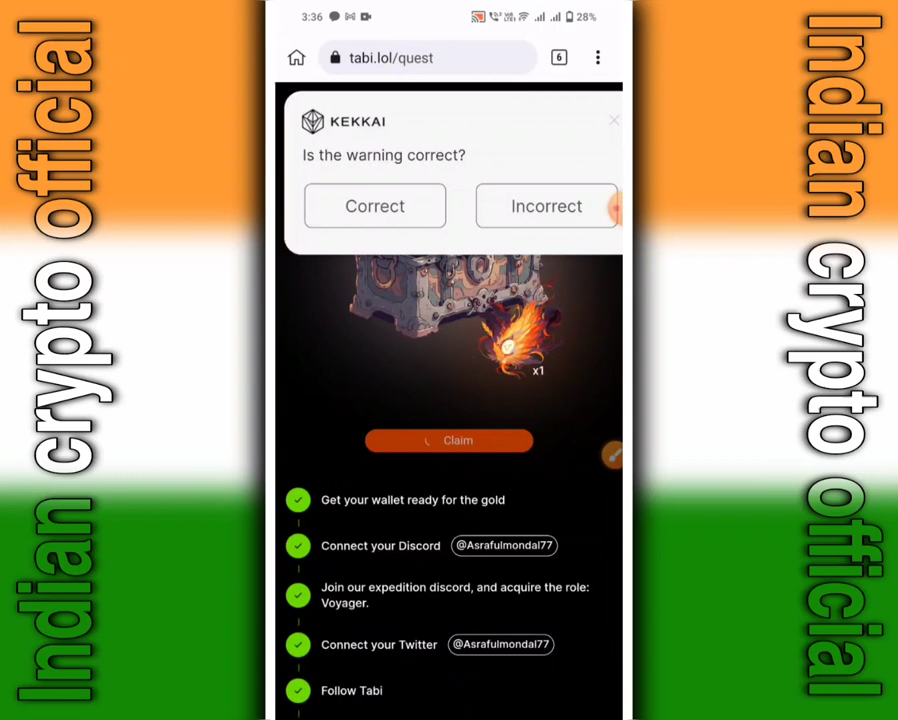 Indian crypto official
3:36
28%
tabi.lol/quest
6
KEKKAI
Is the warning correct?
Correct
Incorrect
x1
Claim
Get your wallet ready for the gold
Connect your Discord @Asrafulmondal77
Join our expedition discord, and acquire the role:
Voyager.
Connect your Twitter @Asrafulmondal77
Follow Tabi
Indian crypto official